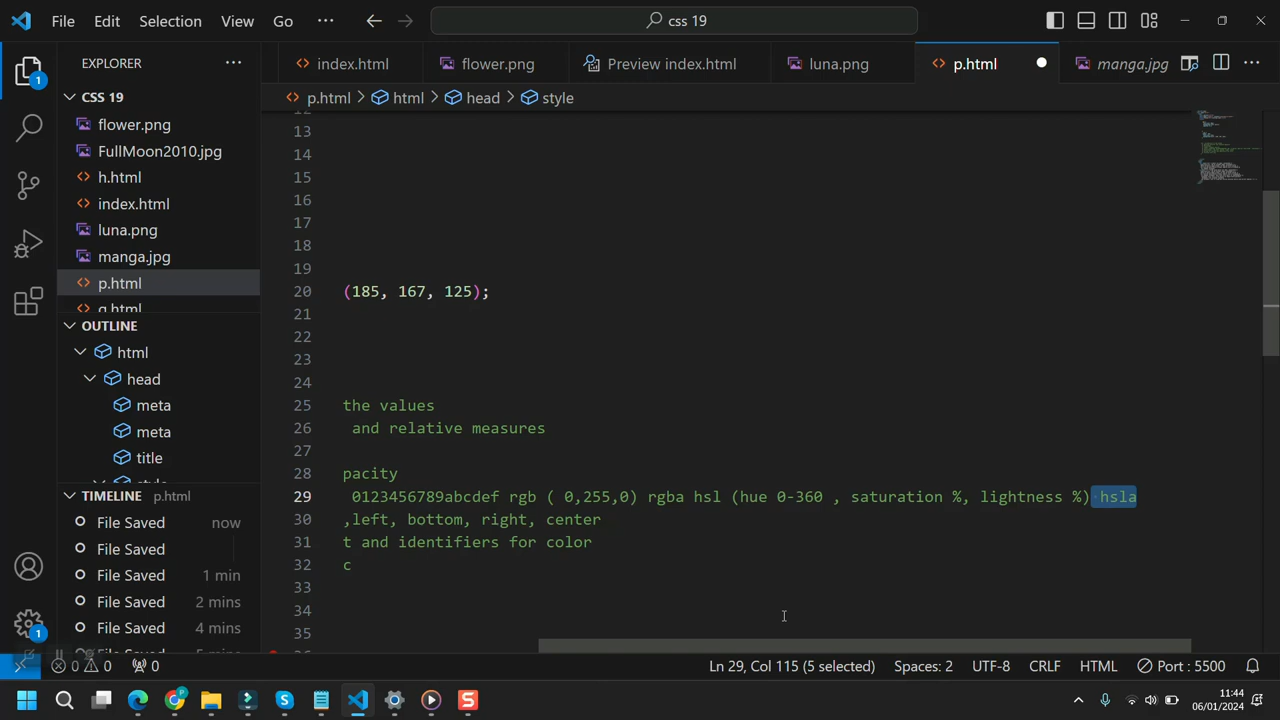 File Edit Selection View Go ··· css 19
EXPLORER ···
index.html flower.png Preview index.html luna.png p.html manga.jpg ···
CSS 19
p.html > html > head > style
flower.png
FullMoon2010.jpg
h.html
index.html
luna.png
manga.jpg
p.html
OUTLINE
html
head
meta
meta
title
TIMELINE p.html
File Saved now
File Saved
File Saved 1 min
File Saved 2 mins
File Saved 4 mins
13
14
15
16
17
18
19
20 (185, 167, 125);
21
22
23
24
25 the values
26 and relative measures
27
28 pacity
29 0123456789abcdef rgb ( 0,255,0) rgba hsl (hue 0-360 , saturation %, lightness %) hsla
30 ,left, bottom, right, center
31 t and identifiers for color
32 c
33
34
35
1
1
0 0 0 Ln 29, Col 115 (5 selected) Spaces: 2 UTF-8 CRLF HTML Port : 5500
11:44
06/01/2024